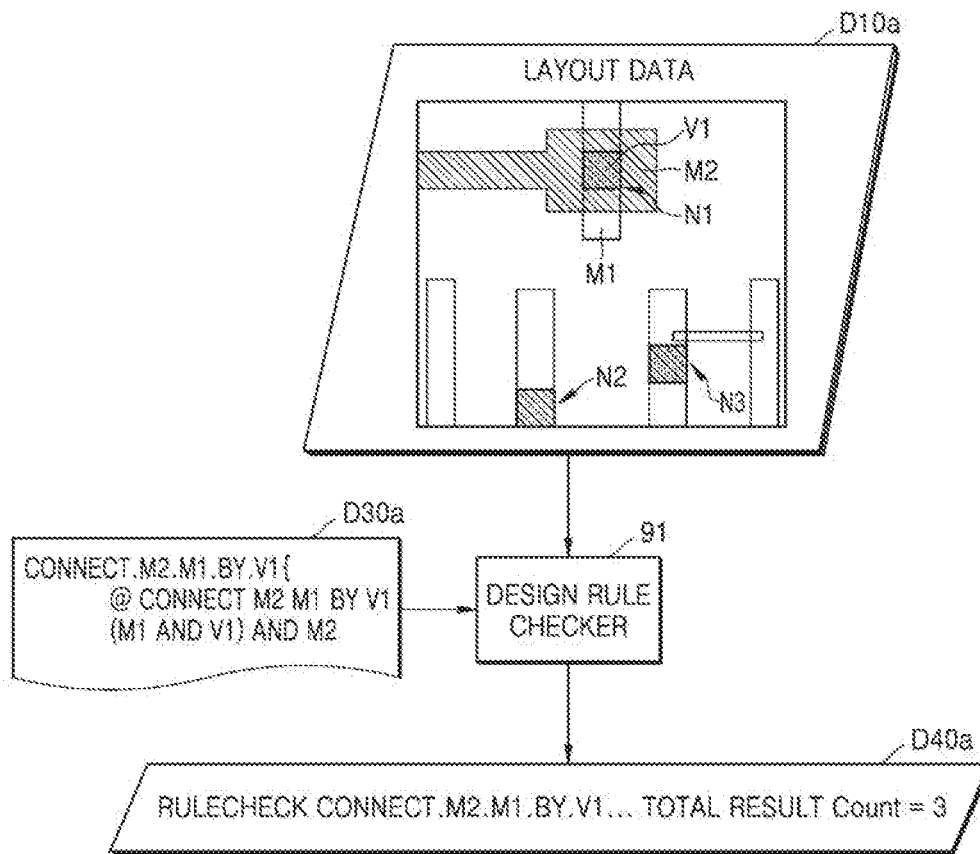 D10a
LAYOUT DATA
V1
M2
N1
M1
N2
N3
D30a
91
CONNECT.M2.M1.BY.V1{
@ CONNECT M2 M1 BY V1
(M1 AND V1) AND M2
DESIGN RULE
CHECKER
D40a
RULECHECK CONNECT.M2.M1.BY.V1... TOTAL RESULT Count = 3